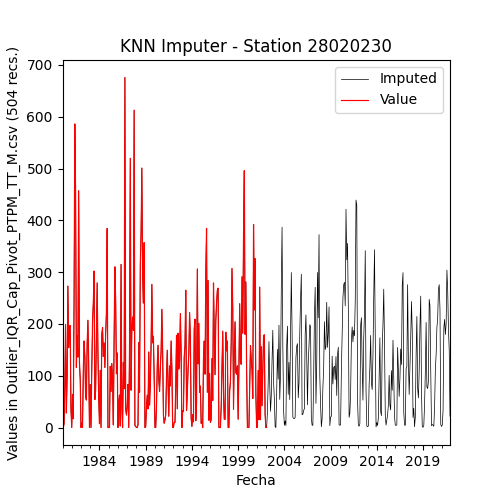 KNN Imputer - Station 28020230
Imputed
Value
700
600
500
400
300
200
100
0
Values in Outlier_IQR_Cap_Pivot_PTPM_TT_M.csv (504 recs.)
1984 1989 1994 1999 2004 2009 2014 2019
Fecha